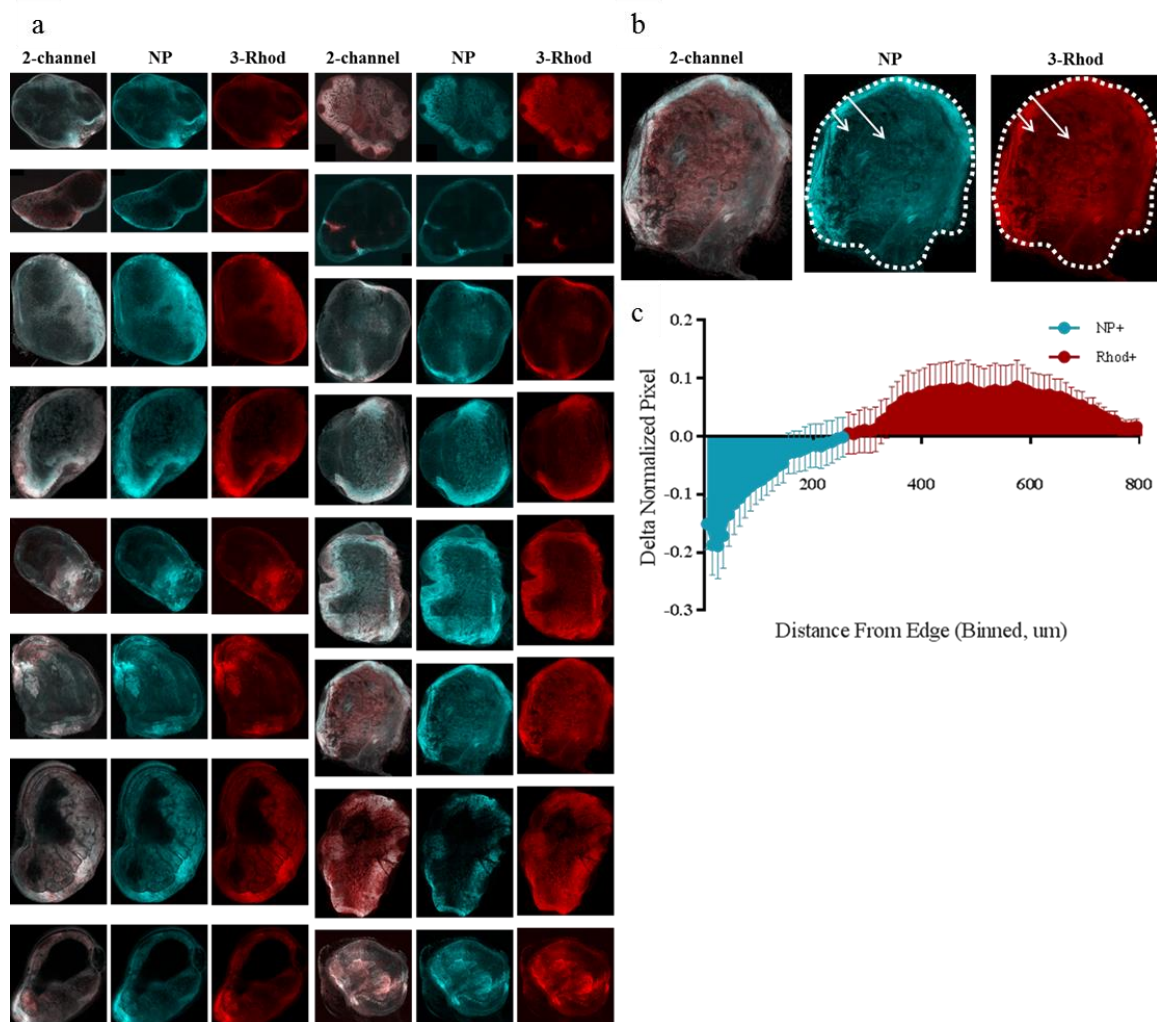 a
2-channel NP 3-Rhod 2-channel NP 3-Rhod
b
2-channel NP 3-Rhod
c
0.2
0.1
0.0
-0.1
-0.2
-0.3
200 400 600 800
Delta Normalized Pixel
Distance From Edge (Binned, um)
NP+
Rhod+